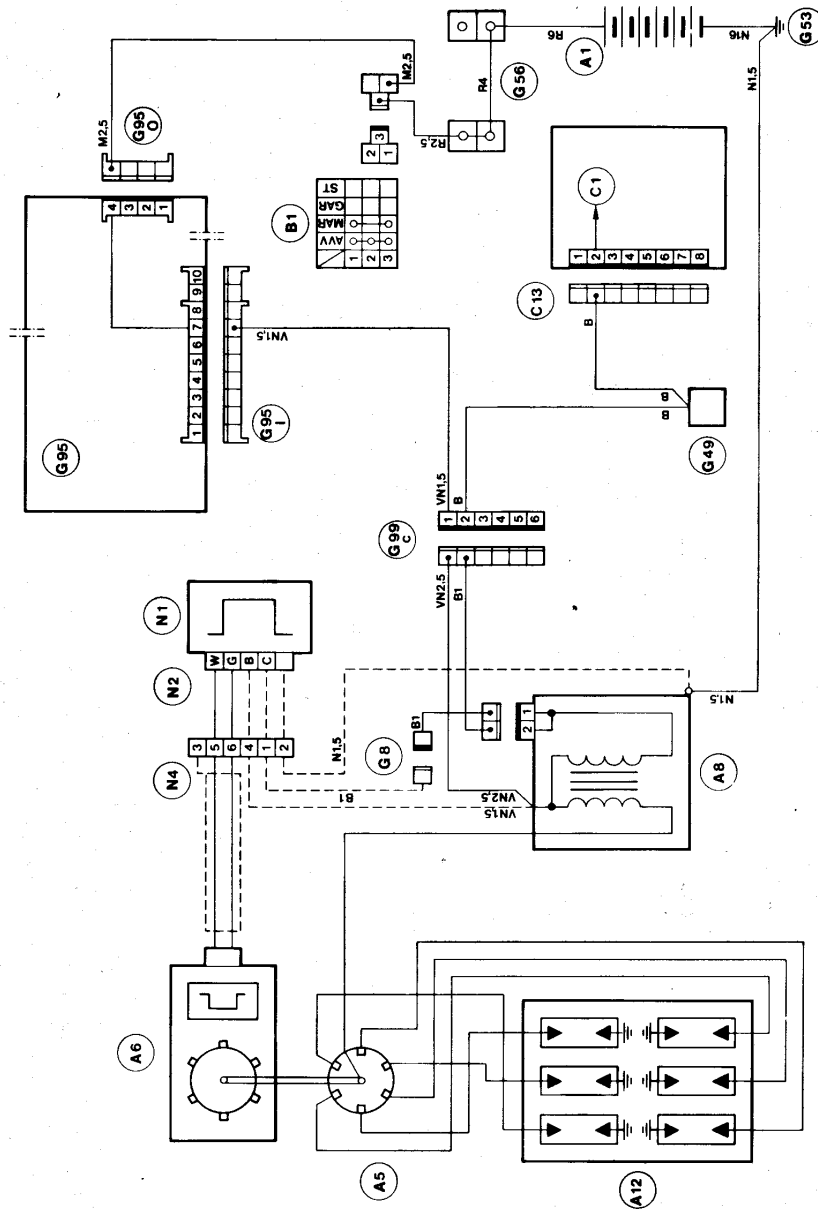 M2,5
G95
O
4
3
2
1
G95
1 2 3 4 5 6 7 8 9 10
G95
I
VN1,5
M2,5
R2,5
R4
R6
G56
A1
N16
G53
N1,5
B1
ST
GAR
MAR
AVV
1
2
3
2
3
1
C1
1
2
3
4
5
6
7
8
C13
B
B
B
G49
VN1,5
B
1
2
3
4
5
6
G99
C
VN2,5
B1
N1
W
G
B
C
N2
3
5
6
4
1
2
N4
N1,5
B1
G8
B1
VN2,5
VN1,5
1
2
N1,5
A8
A6
A5
A12